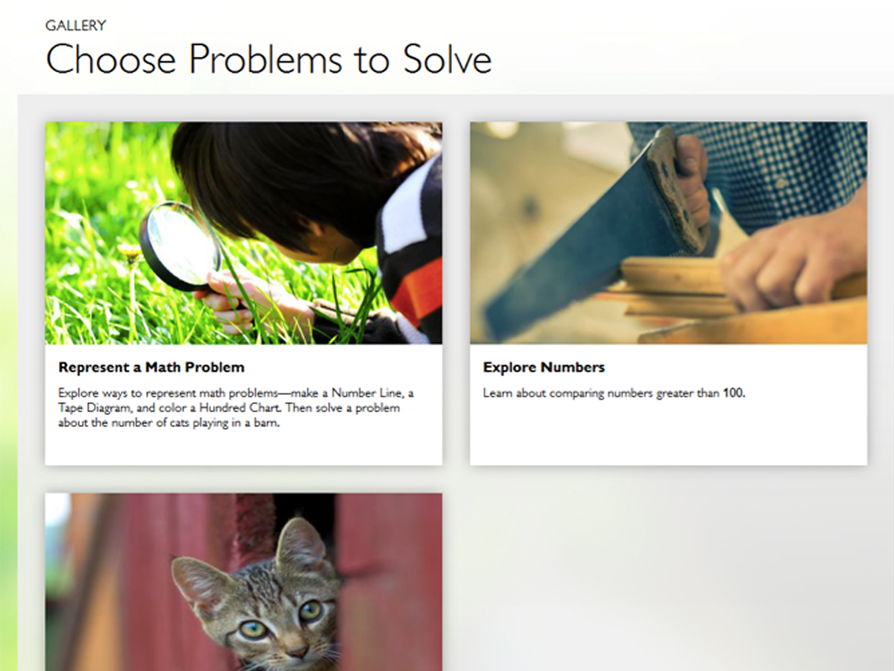 GALLERY
Choose Problems to Solve
Represent a Math Problem
Explore ways to represent math problems—make a Number Line, a
Tape Diagram, and color a Hundred Chart. Then solve a problem
about the number of cats playing in a barn.
Explore Numbers
Learn about comparing numbers greater than 100.